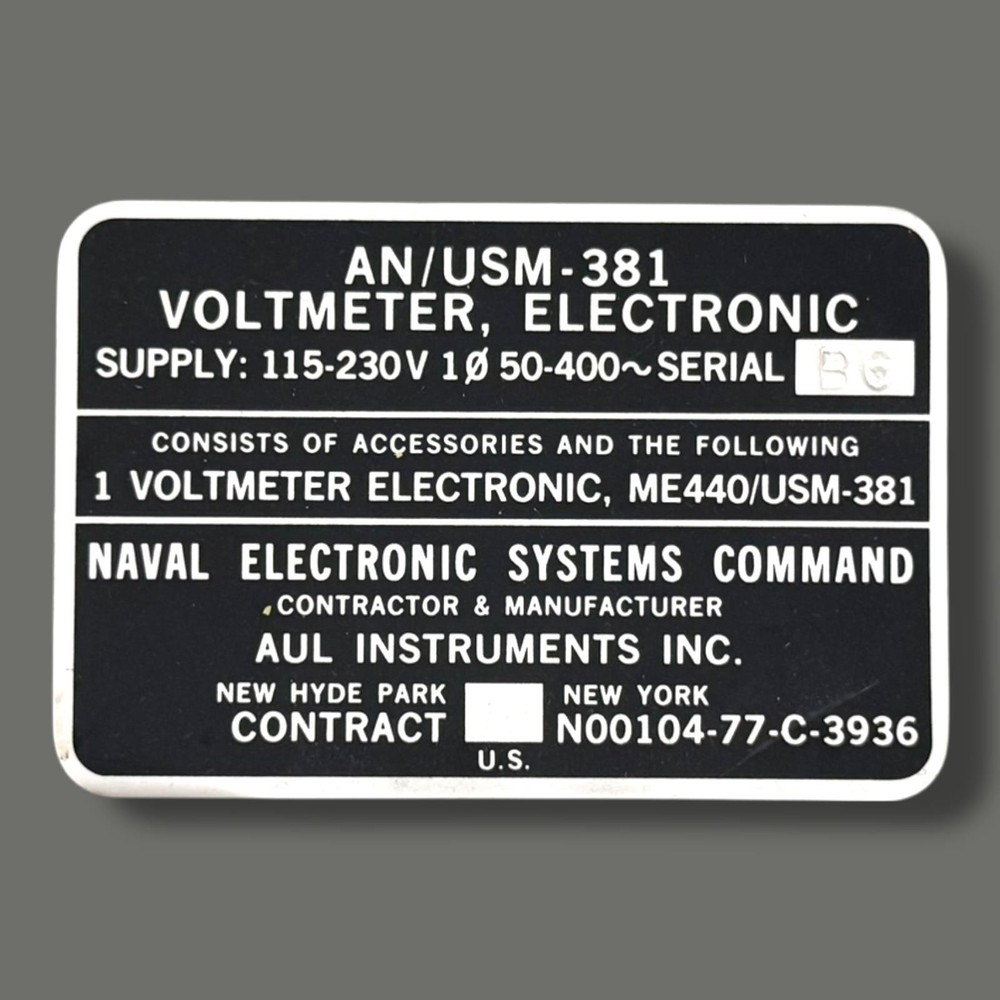 AN/USM-381
VOLTMETER, ELECTRONIC
SUPPLY: 115-230V 1Ø 50-400~ SERIAL
CONSISTS OF ACCESSORIES AND THE FOLLOWING
1 VOLTMETER ELECTRONIC, ME440/USM-381
NAVAL ELECTRONIC SYSTEMS COMMAND
CONTRACTOR & MANUFACTURER
AUL INSTRUMENTS INC.
NEW HYDE PARK NEW YORK
CONTRACT N00104-77-C-3936
U.S.